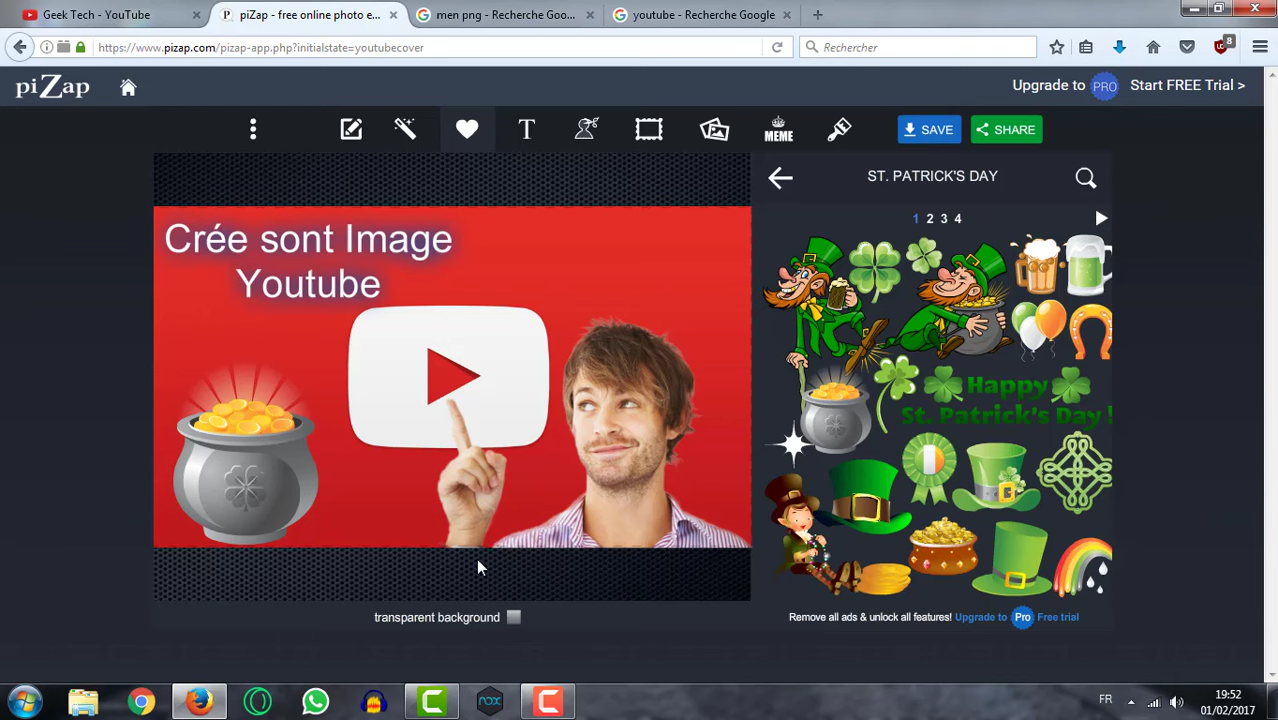 Geek Tech - YouTube
piZap - free online photo e...
men png - Recherche Goo...
youtube - Recherche Google
https://www.pizap.com/pizap-app.php?initialstate=youtubecover
Rechercher
8
piZap
Upgrade to PRO Start FREE Trial >
T
MEME
SAVE
SHARE
ST. PATRICK'S DAY
1 2 3 4
Crée sont Image
Youtube
Happy
St. Patrick's Day !
transparent background
Remove all ads & unlock all features! Upgrade to Pro Free trial
nox
FR
19:52
01/02/2017